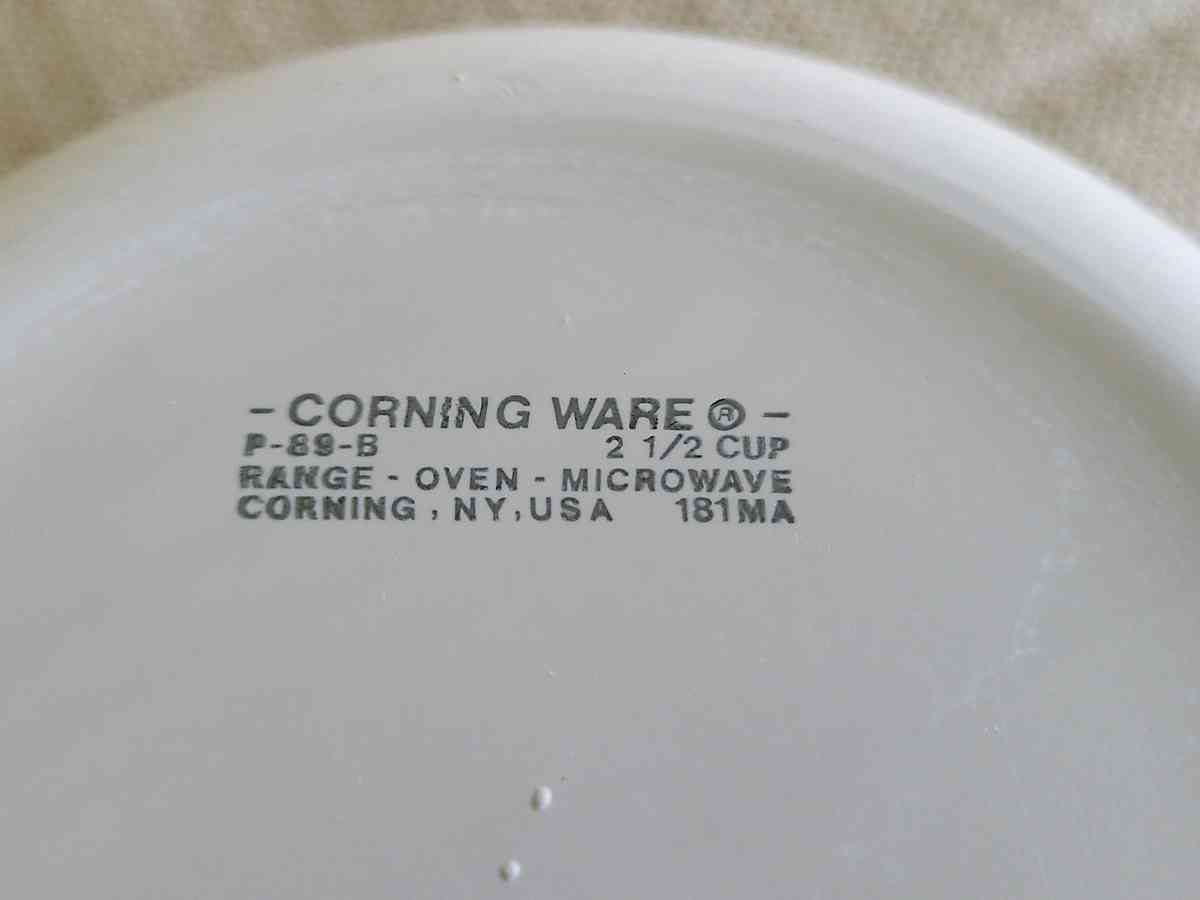 - CORNING WARE ® -
P-89-B 2 1/2 CUP
RANGE - OVEN - MICROWAVE
CORNING , NY, USA 181MA